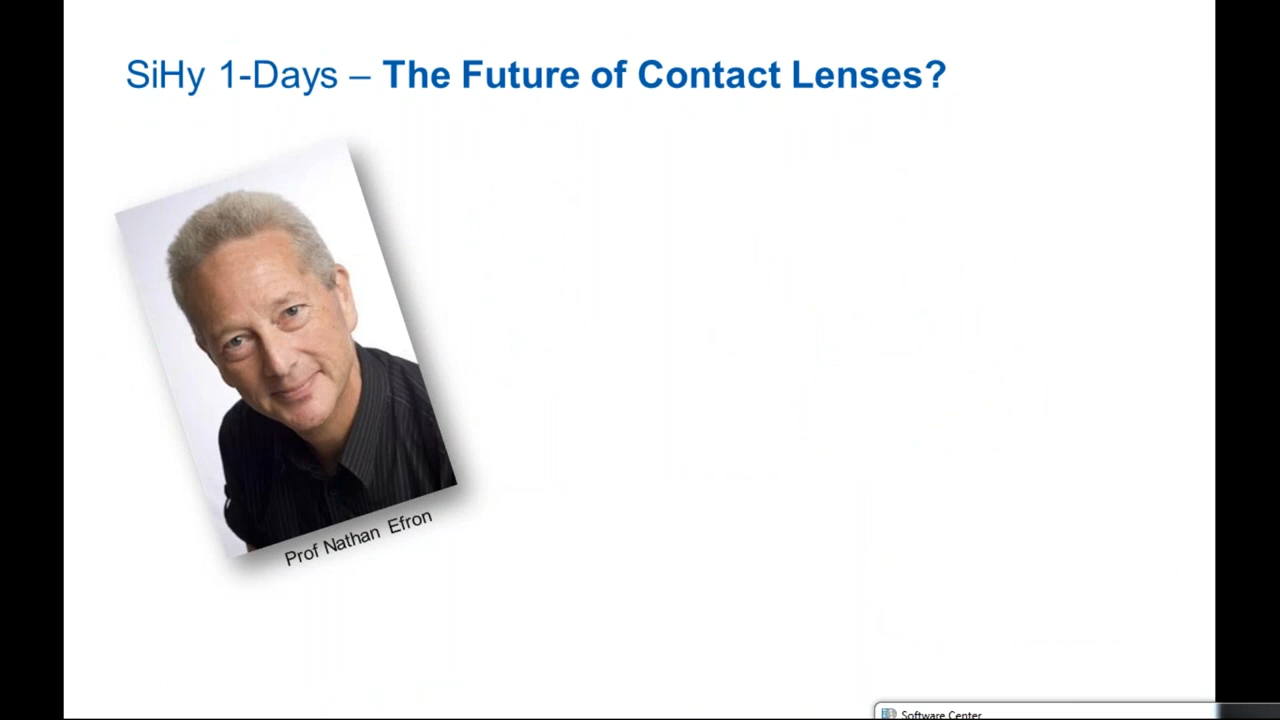 SiHy 1-Days – The Future of Contact Lenses?
Prof Nathan Efron
Software Center